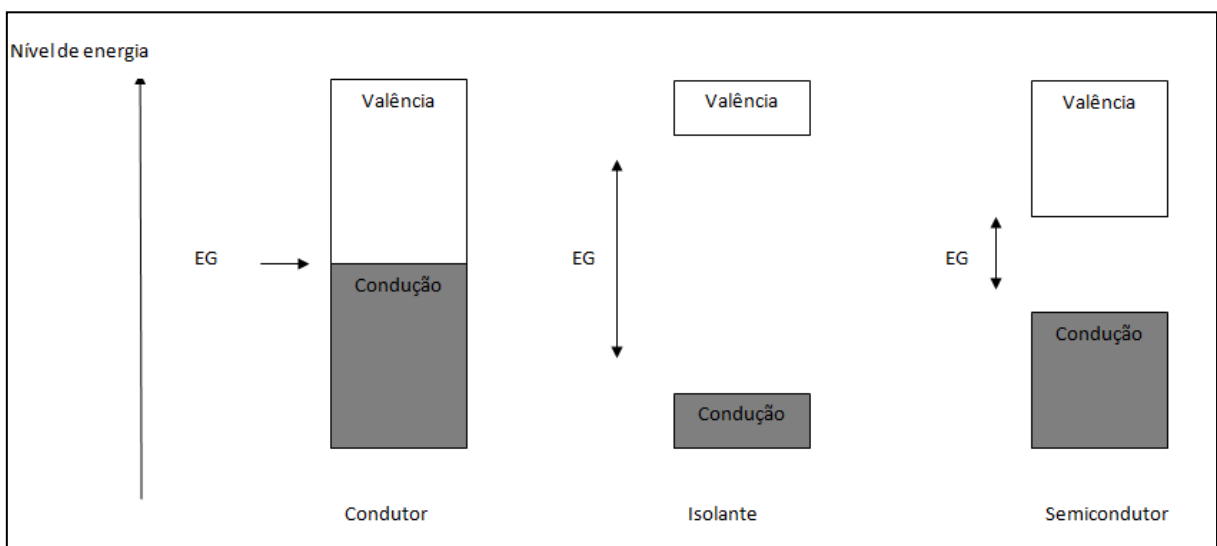 Nível de energia
Valência
Valência
Valência
EG
EG
EG
Condução
Condução
Condução
Condutor
Isolante
Semicondutor